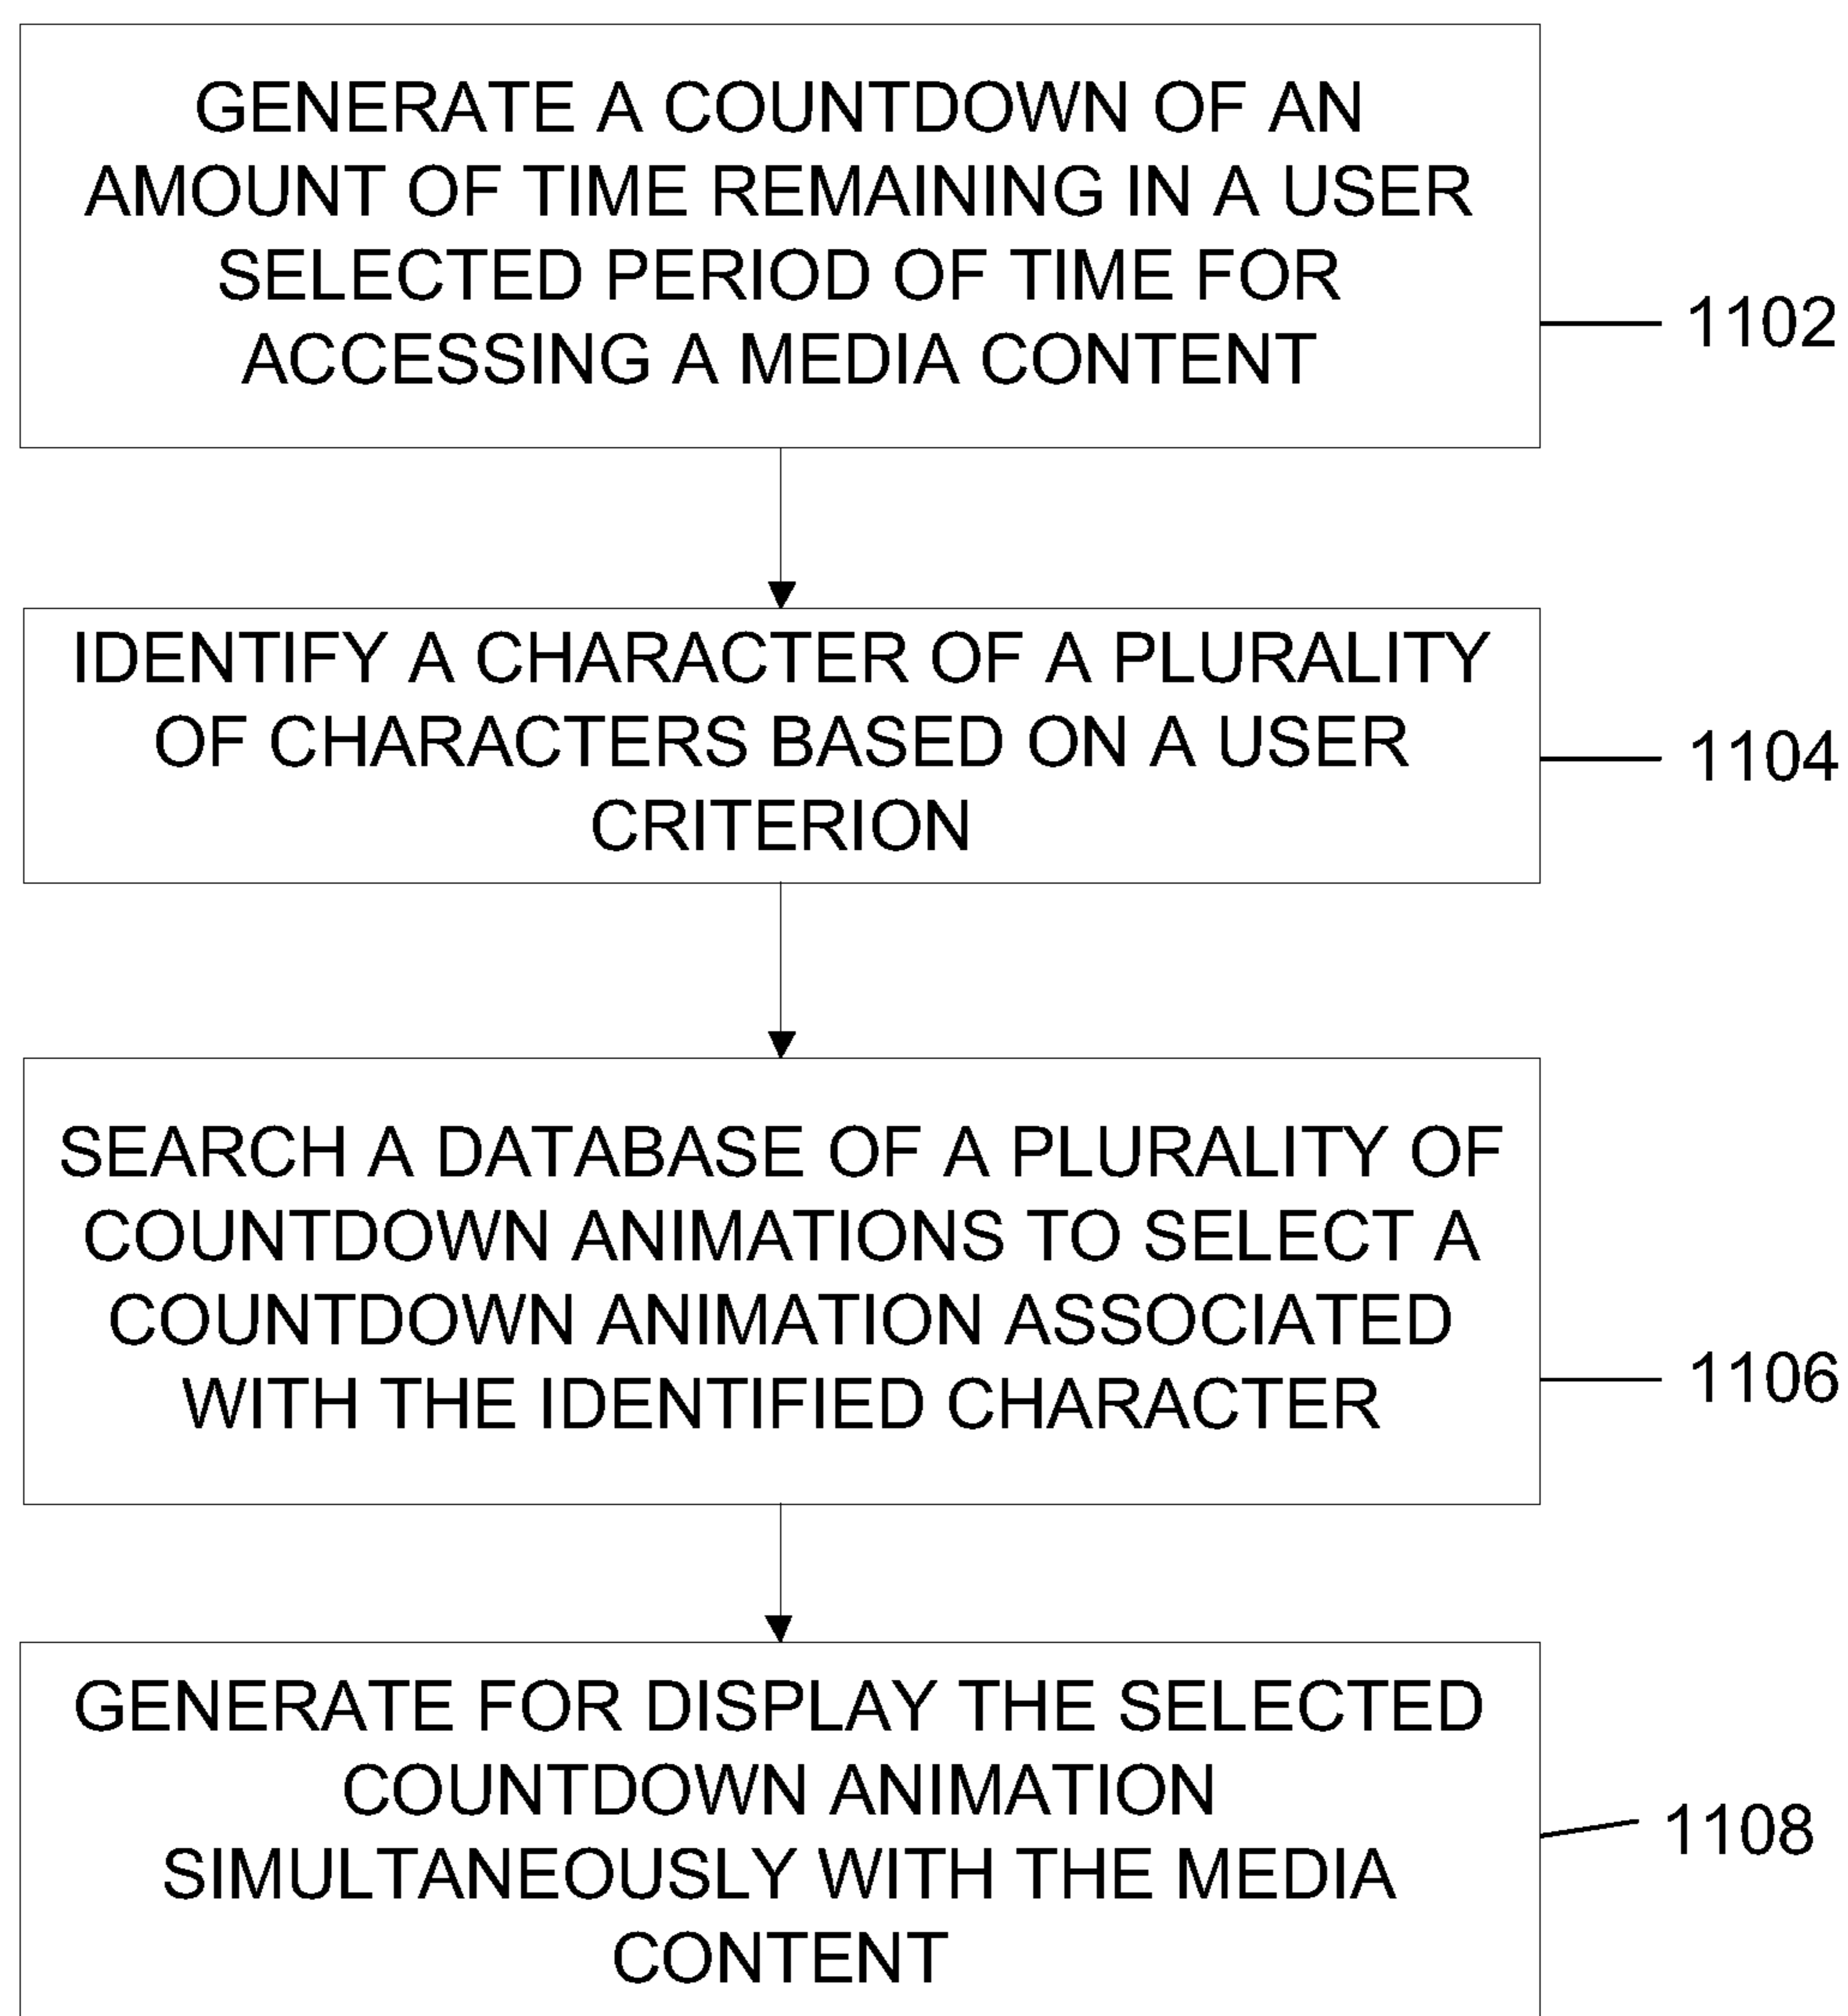 GENERATE A COUNTDOWN OF AN
AMOUNT OF TIME REMAINING IN A USER
SELECTED PERIOD OF TIME FOR
ACCESSING A MEDIA CONTENT
1102
IDENTIFY A CHARACTER OF A PLURALITY
OF CHARACTERS BASED ON A USER
CRITERION
1104
SEARCH A DATABASE OF A PLURALITY OF
COUNTDOWN ANIMATIONS TO SELECT A
COUNTDOWN ANIMATION ASSOCIATED
WITH THE IDENTIFIED CHARACTER
1106
GENERATE FOR DISPLAY THE SELECTED
COUNTDOWN ANIMATION
SIMULTANEOUSLY WITH THE MEDIA
CONTENT
1108